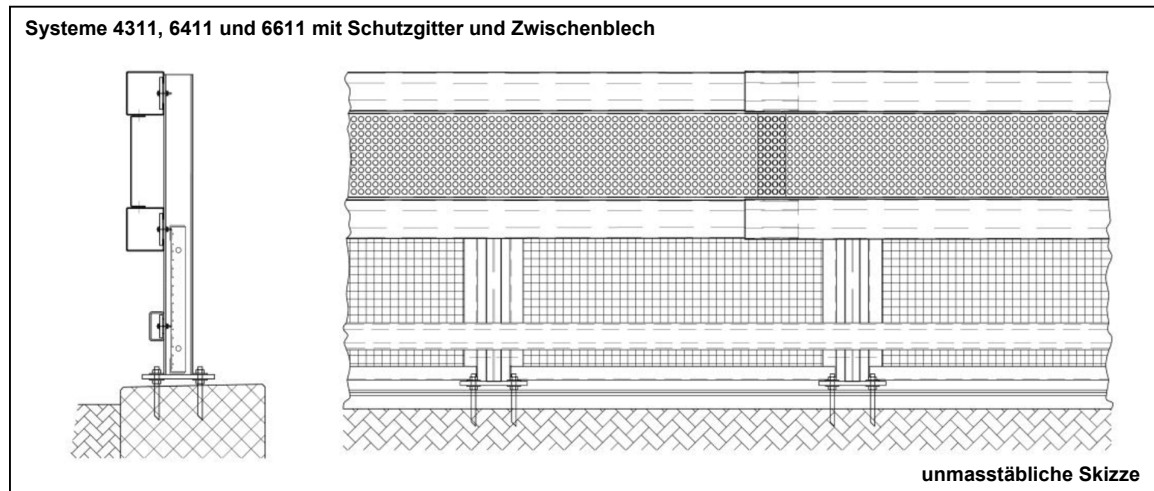 Systeme 4311, 6411 und 6611 mit Schutzgitter und Zwischenblech
unmasstäbliche Skizze